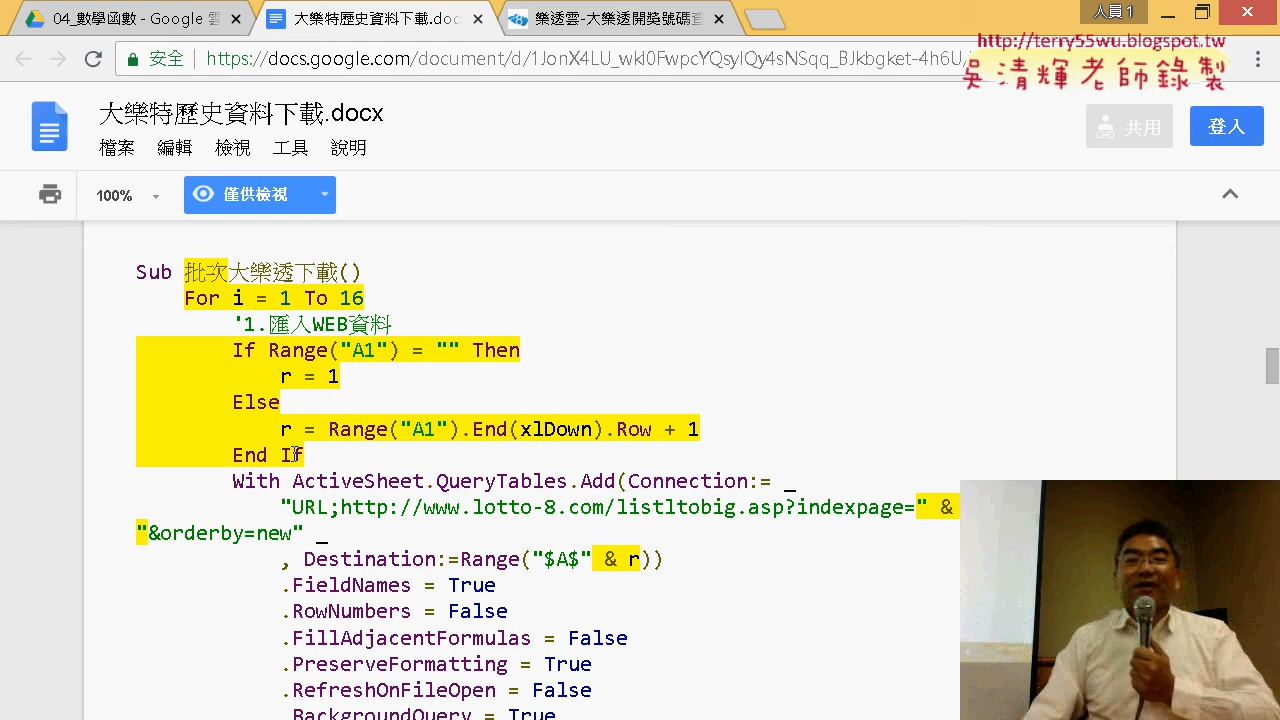 04_數學函數 - Google 雲
大樂特歷史資料下載.doc
樂透雲-大樂透開獎號碼查
人員 1
安全
https://docs.google.com/document/d/1JonX4LU_wkl0FwpcYQsylQy4sNSqq_BJkbgket-4h6U/
http://terry55wu.blogspot.tw
吳清輝老師錄製
大樂特歷史資料下載.docx
檔案 編輯 檢視 工具 說明
共用
登入
100%
僅供檢視
Sub 批次大樂透下載()
For i = 1 To 16
'1.匯入WEB資料
If Range("A1") = "" Then
r = 1
Else
r = Range("A1").End(xlDown).Row + 1
End If
With ActiveSheet.QueryTables.Add(Connection:= _
"URL;http://www.lotto-8.com/listltobig.asp?indexpage=" &
"&orderby=new" _
, Destination:=Range("$A$" & r))
.FieldNames = True
.RowNumbers = False
.FillAdjacentFormulas = False
.PreserveFormatting = True
.RefreshOnFileOpen = False
.BackgroundQuery = True